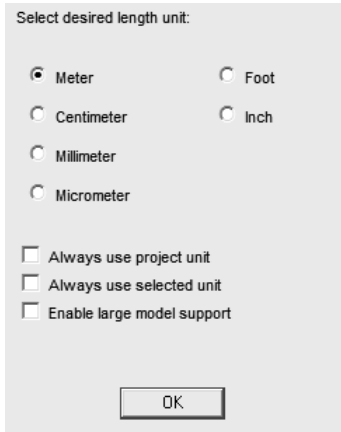 Select desired length unit:
Meter Foot
Centimeter Inch
Millimeter
Micrometer
Always use project unit
Always use selected unit
Enable large model support
OK